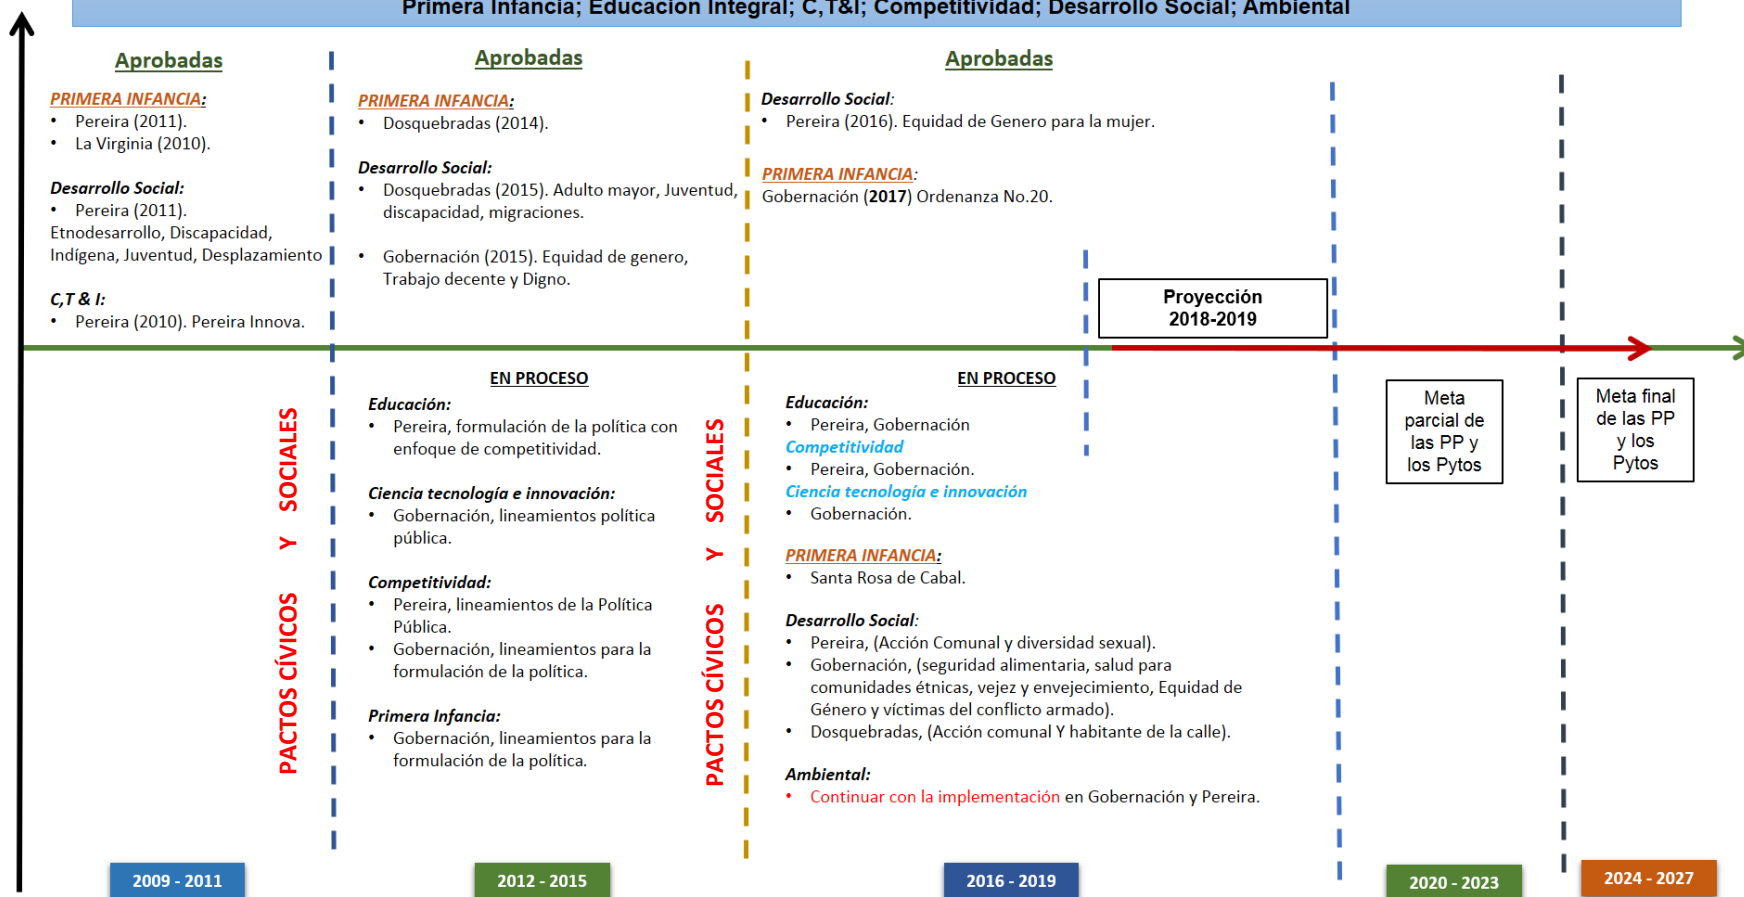 Primera Infancia; Educación Integral; C,T&I; Competitividad; Desarrollo Social; Ambiental
Aprobadas
PRIMERA INFANCIA:
• Pereira (2011).
• La Virginia (2010).
Desarrollo Social:
• Pereira (2011).
Etnodesarrollo, Discapacidad,
Indígena, Juventud, Desplazamiento
C,T & I:
• Pereira (2010). Pereira Innova.
Aprobadas
PRIMERA INFANCIA:
• Dosquebradas (2014).
Desarrollo Social:
• Dosquebradas (2015). Adulto mayor, Juventud,
discapacidad, migraciones.
• Gobernación (2015). Equidad de genero,
Trabajo decente y Digno.
Aprobadas
Desarrollo Social:
• Pereira (2016). Equidad de Genero para la mujer.
PRIMERA INFANCIA:
Gobernación (2017) Ordenanza No.20.
Proyección
2018-2019
PACTOS CÍVICOS Y SOCIALES
EN PROCESO
Educación:
• Pereira, formulación de la política con
enfoque de competitividad.
Ciencia tecnología e innovación:
• Gobernación, lineamientos política
pública.
Competitividad:
• Pereira, lineamientos de la Política
Pública.
• Gobernación, lineamientos para la
formulación de la política.
Primera Infancia:
• Gobernación, lineamientos para la
formulación de la política.
PACTOS CÍVICOS Y SOCIALES
EN PROCESO
Educación:
• Pereira, Gobernación
Competitividad
• Pereira, Gobernación.
Ciencia tecnología e innovación
• Gobernación.
PRIMERA INFANCIA:
• Santa Rosa de Cabal.
Desarrollo Social:
• Pereira, (Acción Comunal y diversidad sexual).
• Gobernación, (seguridad alimentaria, salud para
comunidades étnicas, vejez y envejecimiento, Equidad de
Género y víctimas del conflicto armado).
• Dosquebradas, (Acción comunal Y habitante de la calle).
Ambiental:
• Continuar con la implementación en Gobernación y Pereira.
Meta
parcial de
las PP y
los Pytos
Meta final
de las PP
y los
Pytos
2009 - 2011
2012 - 2015
2016 - 2019
2020 - 2023
2024 - 2027